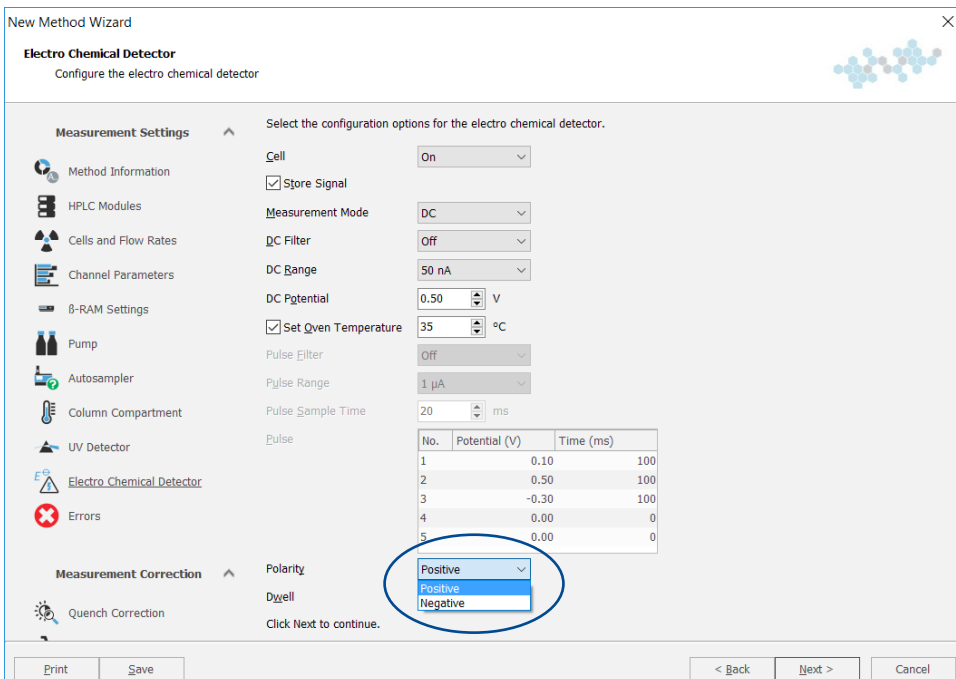 New Method Wizard
Electro Chemical Detector
Configure the electro chemical detector
Measurement Settings
Method Information
HPLC Modules
Cells and Flow Rates
Channel Parameters
ß-RAM Settings
Pump
Autosampler
Column Compartment
UV Detector
Electro Chemical Detector
Errors
Measurement Correction
Quench Correction
Select the configuration options for the electro chemical detector.
Cell On
Store Signal
Measurement Mode DC
DC Filter Off
DC Range 50 nA
DC Potential 0.50 V
Set Oven Temperature 35 °C
Pulse Filter Off
Pulse Range 1 µA
Pulse Sample Time 20 ms
Pulse
No. Potential (V) Time (ms)
1 0.10 100
2 0.50 100
3 -0.30 100
4 0.00 0
5 0.00 0
Polarity Positive
Positive
Negative
Dwell
Click Next to continue.
Print Save < Back Next > Cancel